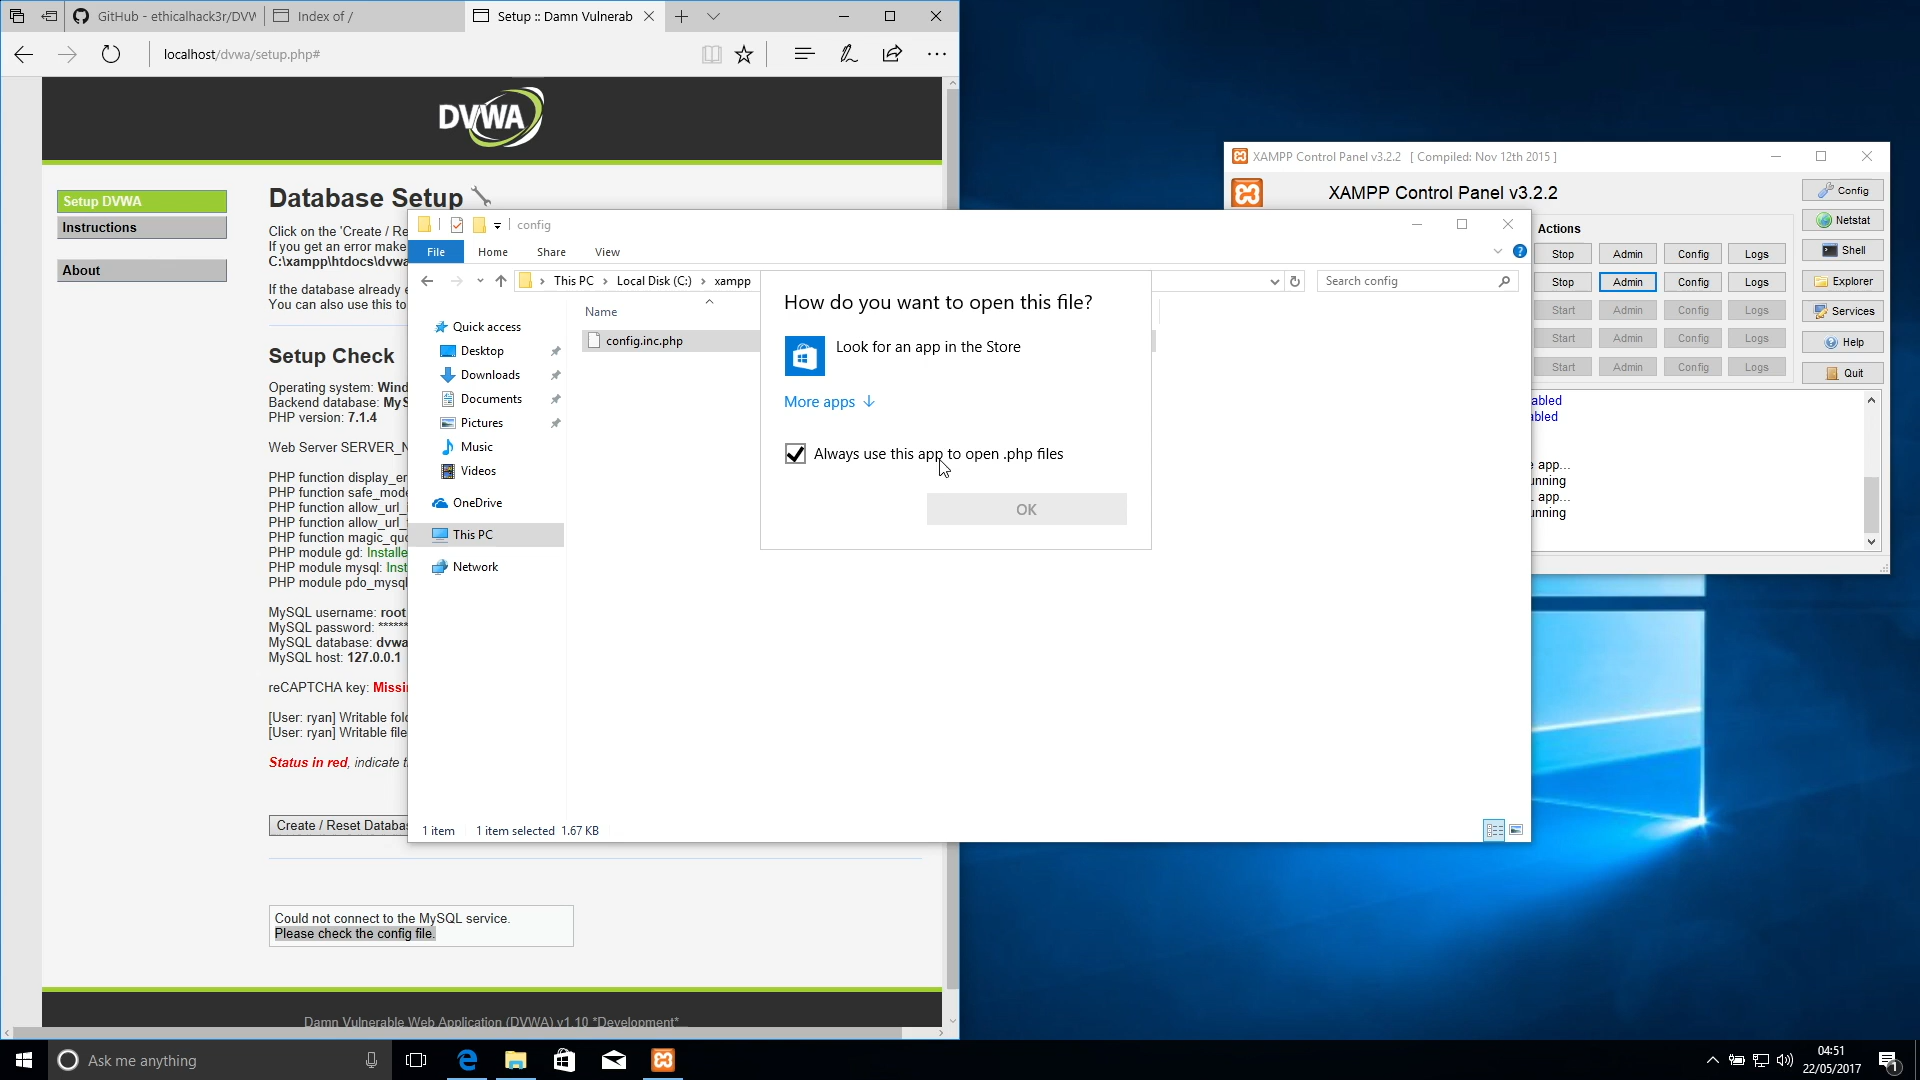 GitHub - ethicalhack3r/DVW
Index of /
Setup :: Damn Vulnerab
localhost/dvwa/setup.php#
DVWA
Setup DVWA
Instructions
About
Database Setup
Click on the 'Create / Re
If you get an error make
C:\xampp\htdocs\dvwa
If the database already e
You can also use this to
Setup Check
Operating system: Wind
Backend database: MyS
PHP version: 7.1.4
Web Server SERVER_N
PHP function display_er
PHP function safe_mode
PHP function allow_url_
PHP function allow_url_
PHP function magic_quo
PHP module gd: Installe
PHP module mysql: Inst
PHP module pdo_mysql
MySQL username: root
MySQL password: ******
MySQL database: dvwa
MySQL host: 127.0.0.1
reCAPTCHA key: Missi
[User: ryan] Writable fol
[User: ryan] Writable file
Status in red, indicate
Create / Reset Databas
Could not connect to the MySQL service.
Please check the config file.
Damn Vulnerable Web Application (DVWA) v1.10 *Development*
config
File
Home
Share
View
This PC
Local Disk (C:)
xampp
Search config
Name
config.inc.php
Quick access
Desktop
Downloads
Documents
Pictures
Music
Videos
OneDrive
This PC
Network
1 item
1 item selected 1.67 KB
How do you want to open this file?
Look for an app in the Store
More apps
Always use this app to open .php files
OK
XAMPP Control Panel v3.2.2 [ Compiled: Nov 12th 2015 ]
XAMPP Control Panel v3.2.2
Actions
Stop Admin Config Logs
Stop Admin Config Logs
Start Admin Config Logs
Start Admin Config Logs
Start Admin Config Logs
Config
Netstat
Shell
Explorer
Services
Help
Quit
abled
abled
app...
unning
app...
unning
Ask me anything
04:51
22/05/2017
1